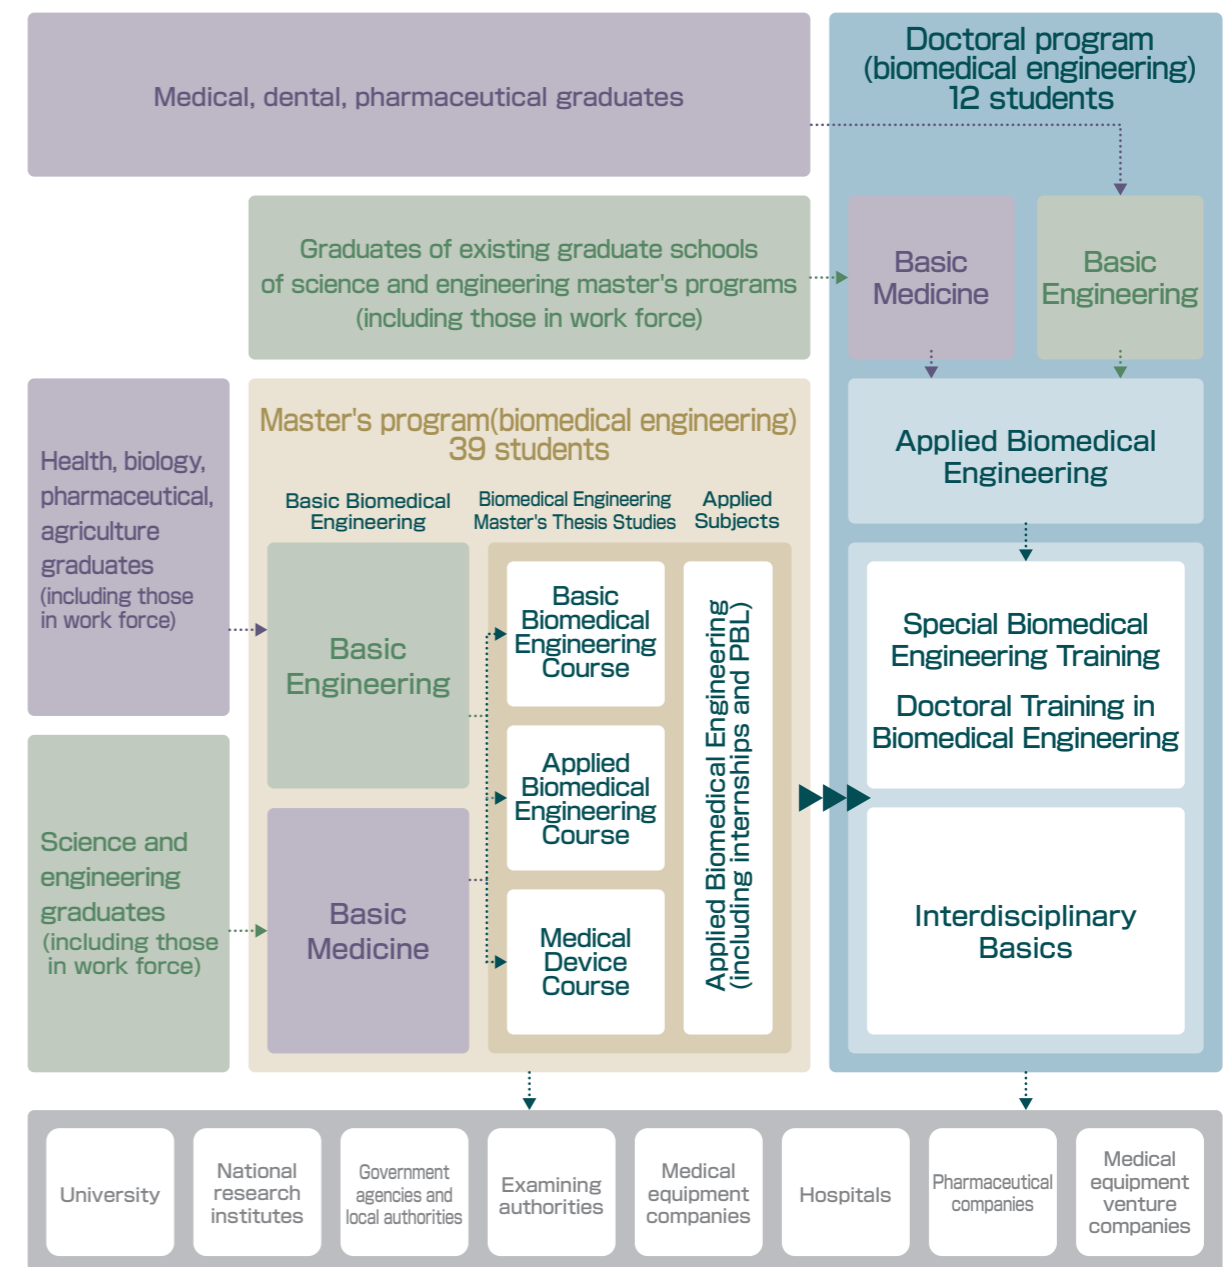 Medical, dental, pharmaceutical graduates
Doctoral program
(biomedical engineering)
12 students
Graduates of existing graduate schools
of science and engineering master's programs
(including those in work force)
Basic
Medicine
Basic
Engineering
Health, biology,
pharmaceutical,
agriculture
graduates
(including those
in work force)
Science and
engineering
graduates
(including those
in work force)
Master's program(biomedical engineering)
39 students
Basic Biomedical
Engineering
Biomedical Engineering
Master's Thesis Studies
Applied
Subjects
Basic
Engineering
Basic
Medicine
Basic
Biomedical
Engineering
Course
Applied
Biomedical
Engineering
Course
Medical
Device
Course
Applied Biomedical Engineering
(including internships and PBL)
Applied Biomedical
Engineering
Special Biomedical
Engineering Training
Doctoral Training in
Biomedical Engineering
Interdisciplinary
Basics
University
National
research
institutes
Government
agencies and
local authorities
Examining
authorities
Medical
equipment
companies
Hospitals
Pharmaceutical
companies
Medical
equipment
venture
companies